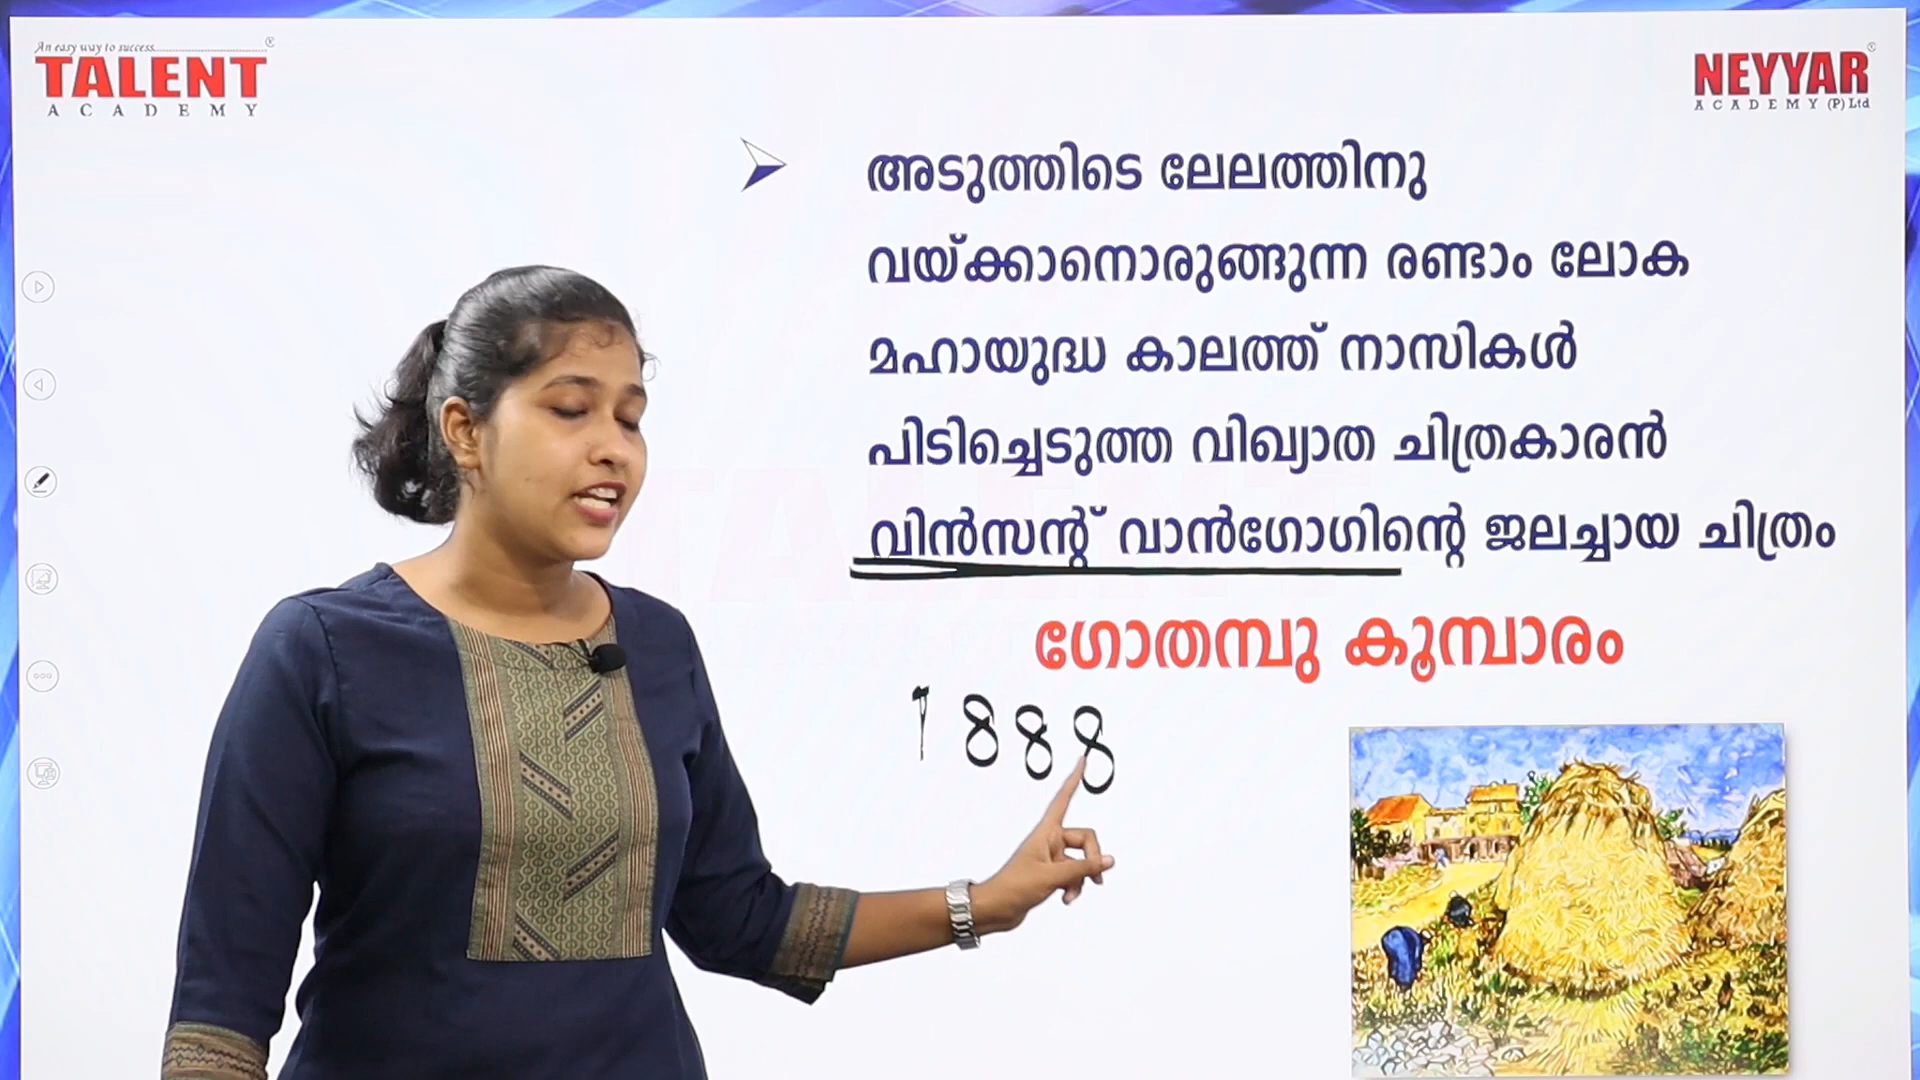 An easy way to success
TALENT
ACADEMY
NEYYAR
ACADEMY (P) Ltd
അടുത്തിടെ ലേലത്തിനു
വയ്ക്കാനൊരുങ്ങുന്ന രണ്ടാം ലോക
മഹായുദ്ധ കാലത്ത് നാസികൾ
പിടിച്ചെടുത്ത വിഖ്യാത ചിത്രകാരൻ
വിൻസന്റ് വാൻഗോഗിന്റെ ജലച്ചായ ചിത്രം
ഗോതമ്പു കൂമ്പാരം
1888